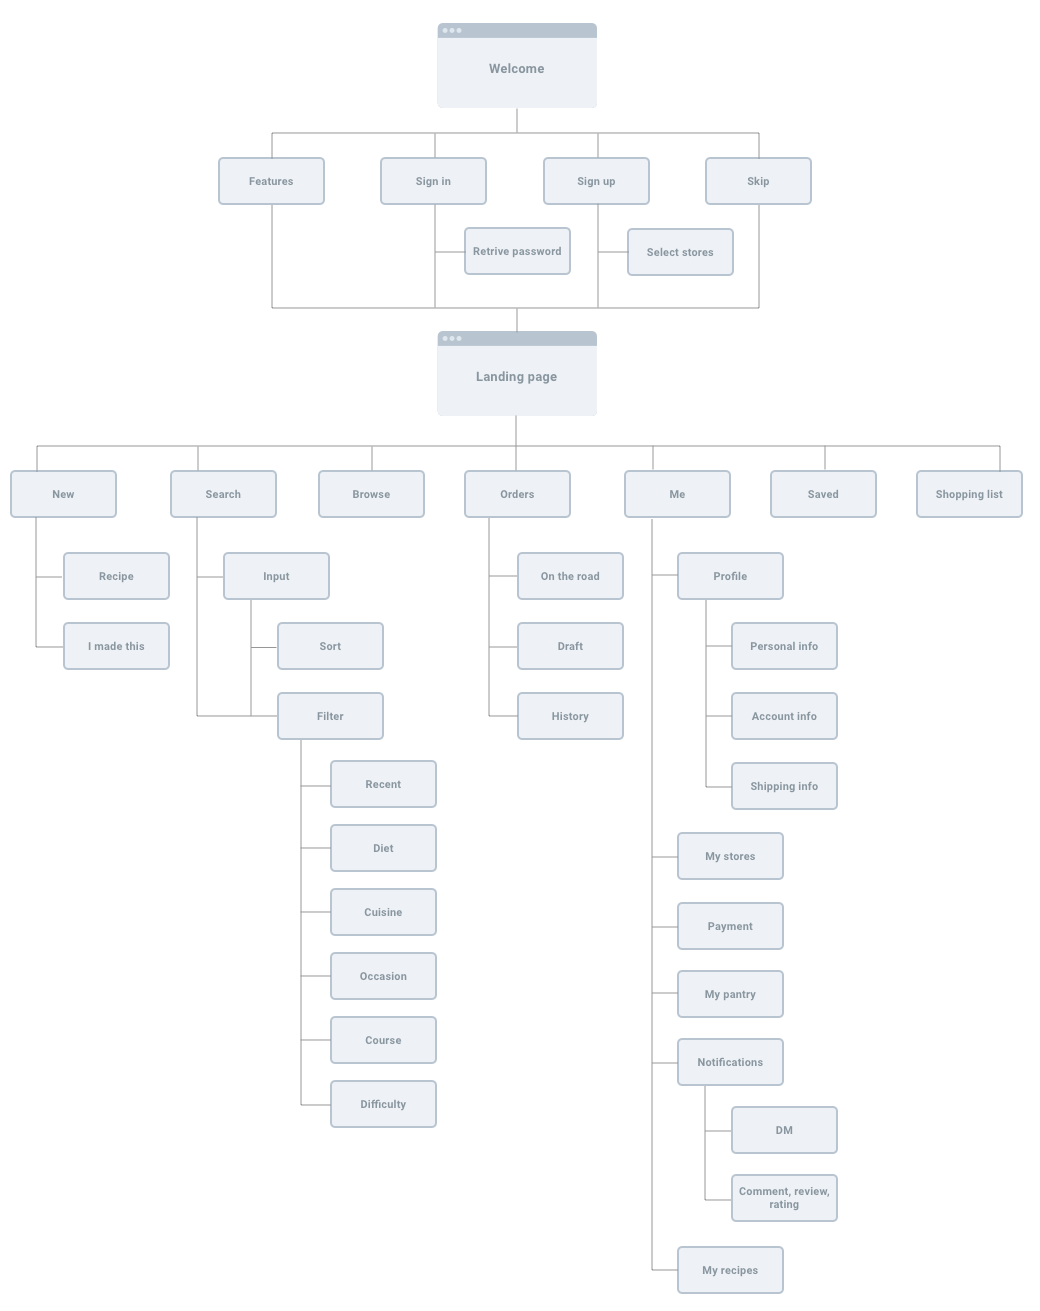 Welcome
Features
Sign in
Sign up
Skip
Retrive password
Select stores
Landing page
New
Search
Browse
Orders
Me
Saved
Shopping list
Recipe
Input
On the road
Profile
I made this
Sort
Draft
Personal info
Filter
History
Account info
Recent
Shipping info
Diet
My stores
Cuisine
Payment
Occasion
My pantry
Course
Notifications
Difficulty
DM
Comment, review,
rating
My recipes